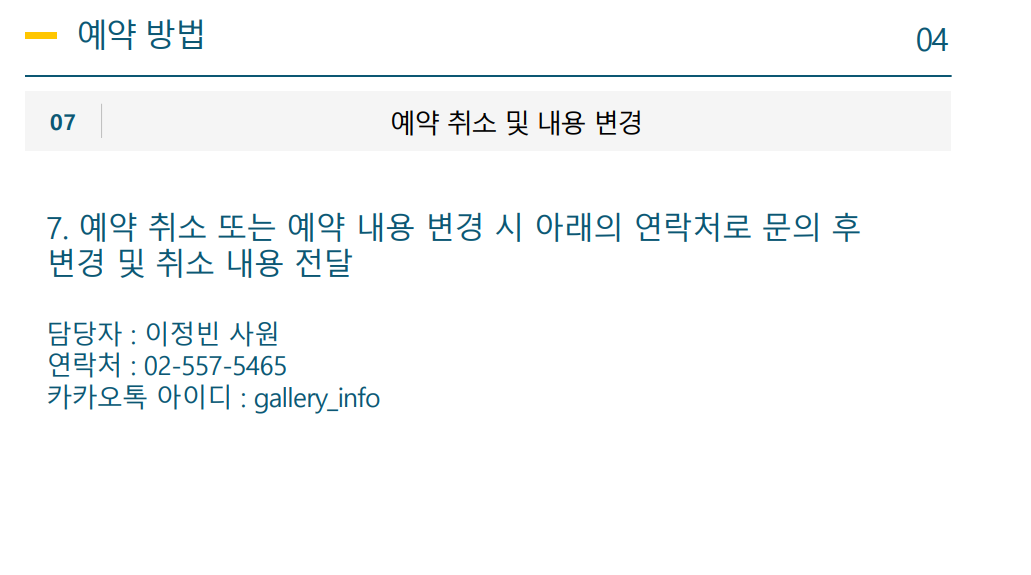 예약 방법
04
07
예약 취소 및 내용 변경
7. 예약 취소 또는 예약 내용 변경 시 아래의 연락처로 문의 후
변경 및 취소 내용 전달
담당자 : 이정빈 사원
연락처 : 02-557-5465
카카오톡 아이디 : gallery_info